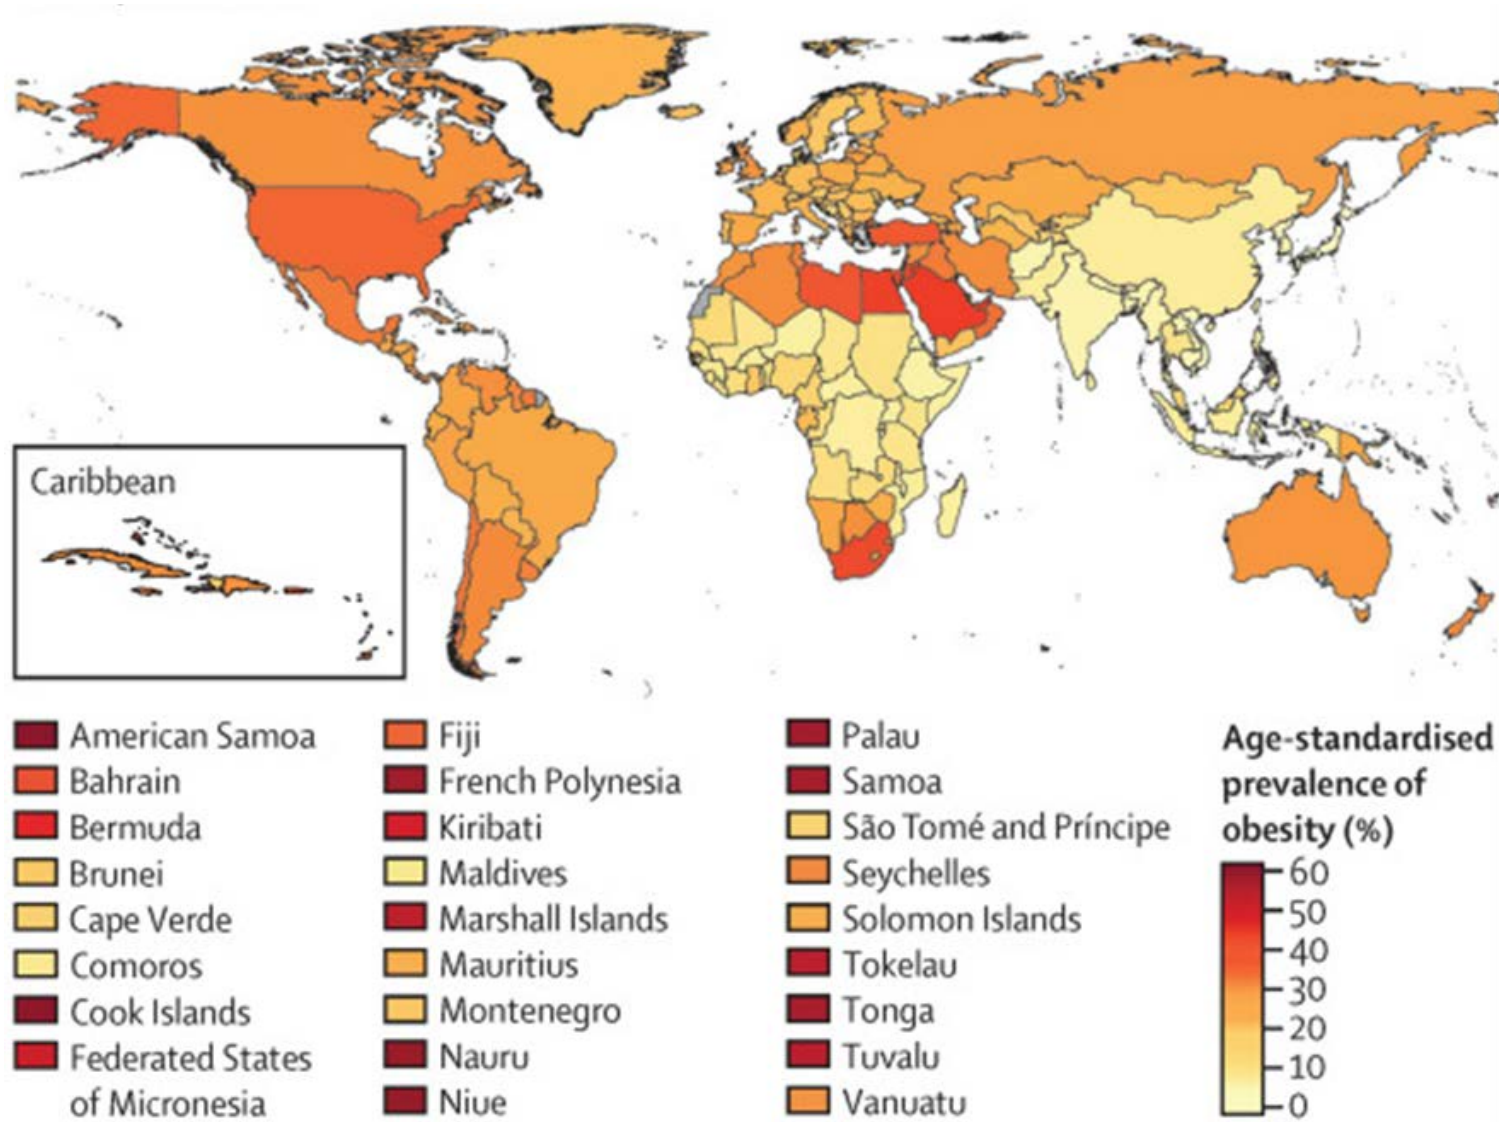 Caribbean
American Samoa
Bahrain
Bermuda
Brunei
Cape Verde
Comoros
Cook Islands
Federated States
of Micronesia
Fiji
French Polynesia
Kiribati
Maldives
Marshall Islands
Mauritius
Montenegro
Nauru
Niue
Palau
Samoa
São Tomé and Príncipe
Seychelles
Solomon Islands
Tokelau
Tonga
Tuvalu
Vanuatu
Age-standardised
prevalence of
obesity (%)
60
50
40
30
20
10
0